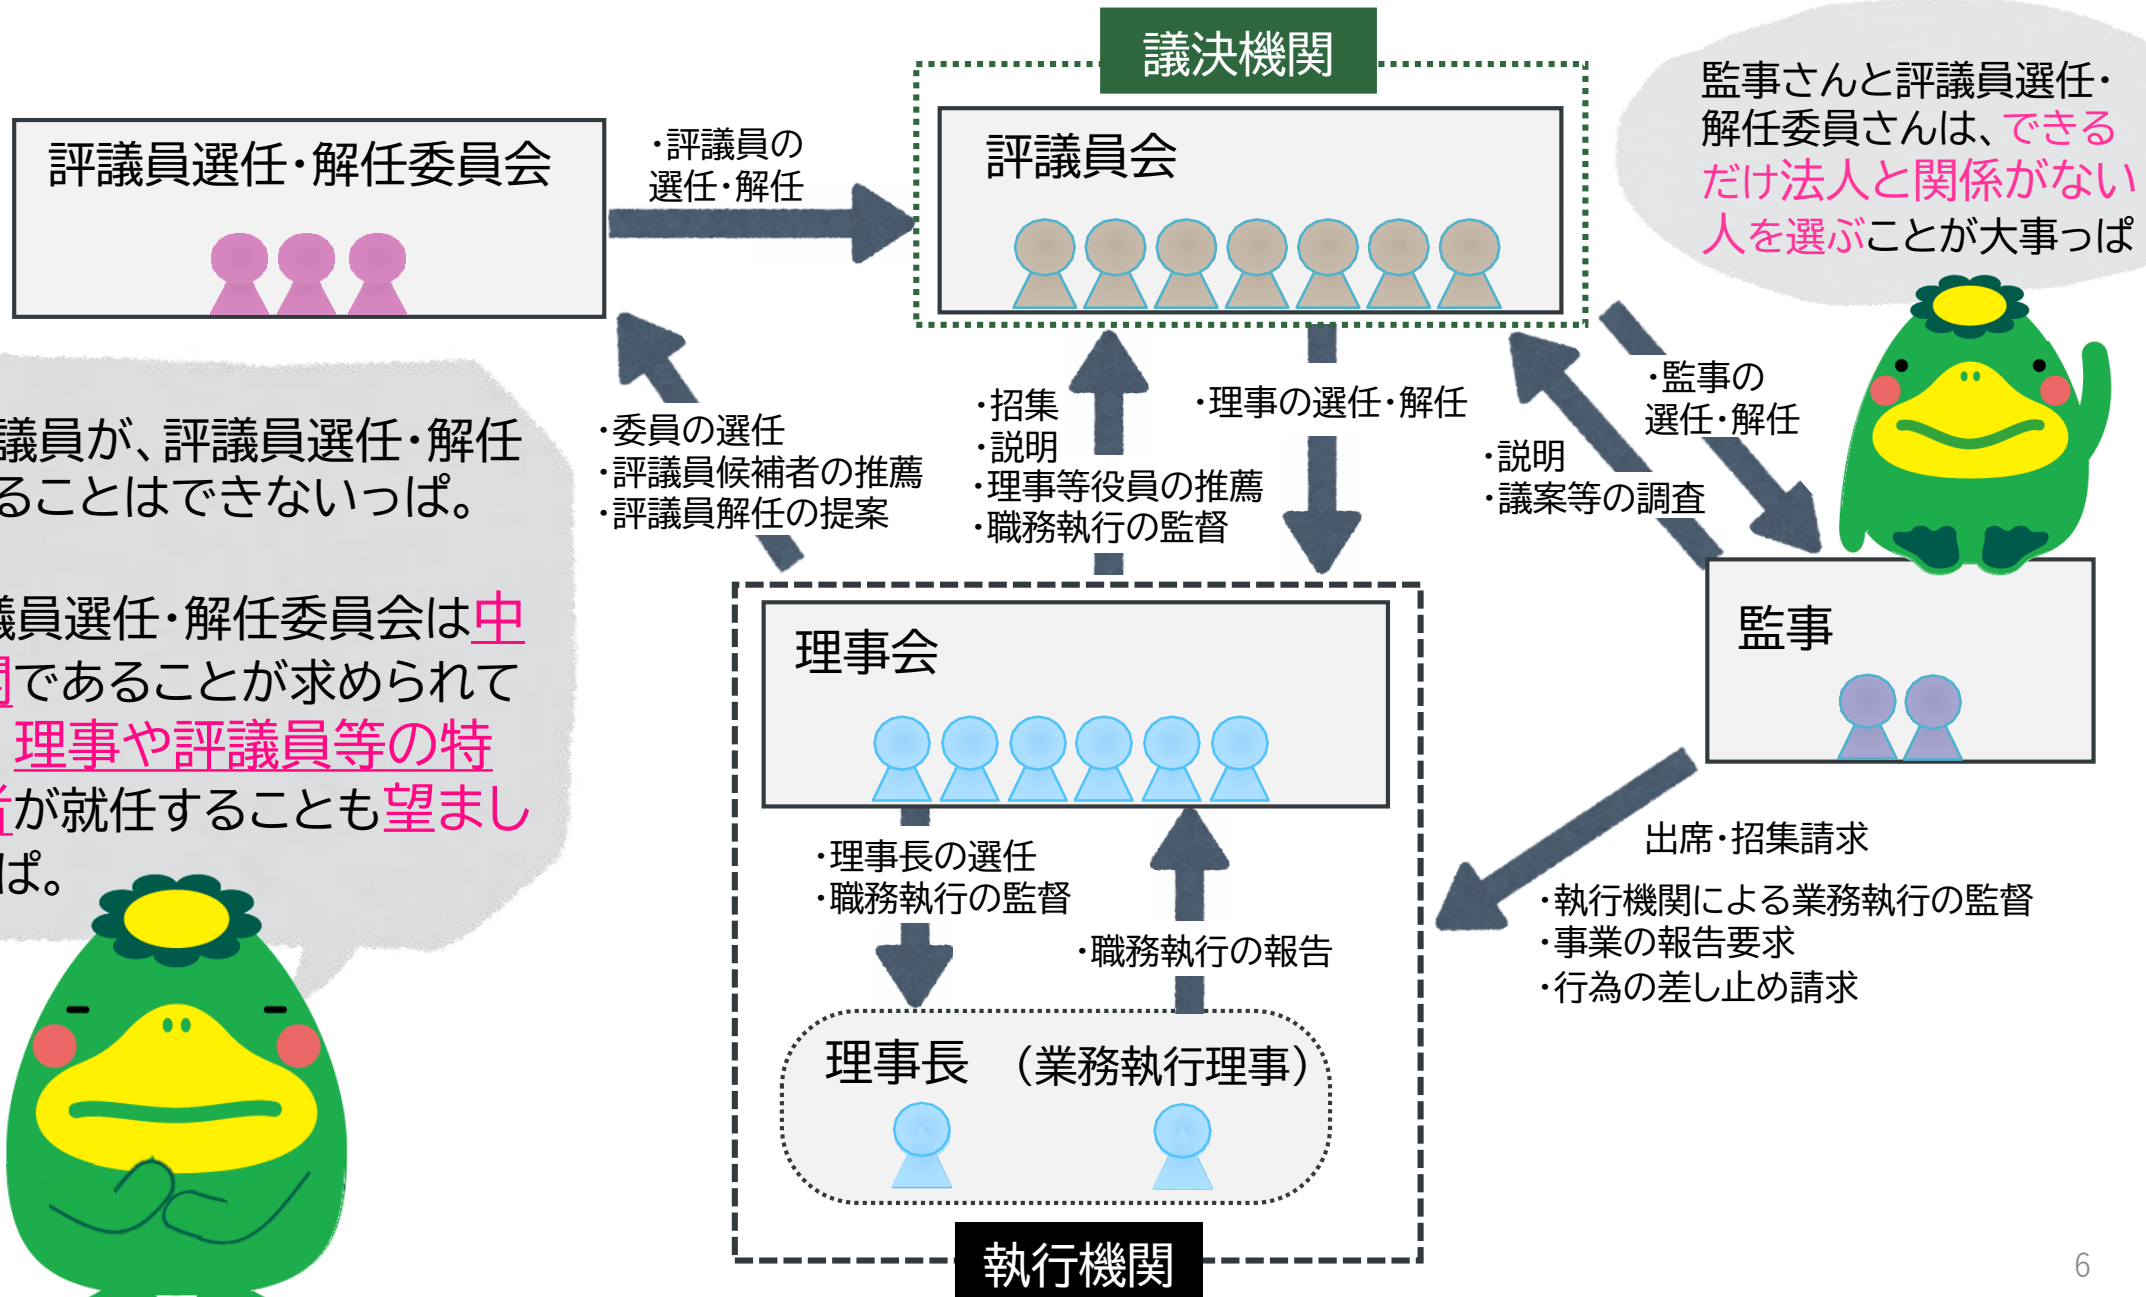 議決機関
評議員選任・解任委員会
・評議員の
選任・解任
評議員会
監事さんと評議員選任・
解任委員さんは、できる
だけ法人と関係がない
人を選ぶことが大事っぱ
議員が、評議員選任・解任
ることはできないっぱ。
議員選任・解任委員会は中
であることが求められて
理事や評議員等の特
が就任することも望まし
ぱ。
・委員の選任
・評議員候補者の推薦
・評議員解任の提案
・招集
・説明
・理事等役員の推薦
・職務執行の監督
・理事の選任・解任
・監事の
選任・解任
・説明
・議案等の調査
理事会
監事
・理事長の選任
・職務執行の監督
・職務執行の報告
出席・招集請求
・執行機関による業務執行の監督
・事業の報告要求
・行為の差し止め請求
理事長 （業務執行理事）
執行機関
6